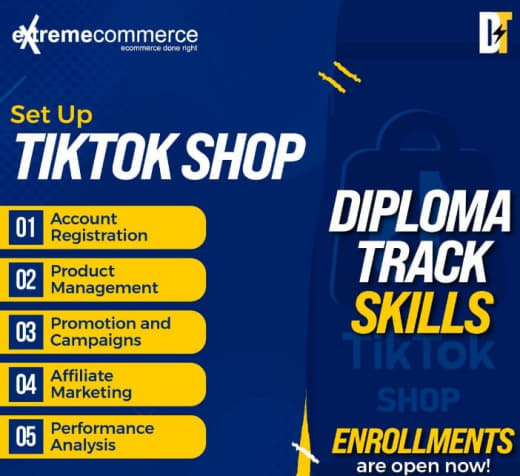 extremecommerce
ecommerce done right
DT
Set Up
TIKTOK SHOP
01 Account
Registration
02 Product
Management
03 Promotion and
Campaigns
04 Affiliate
Marketing
05 Performance
Analysis
DIPLOMA
TRACK
SKILLS
TikTok
SHOP
ENROLLMENTS
are open now!